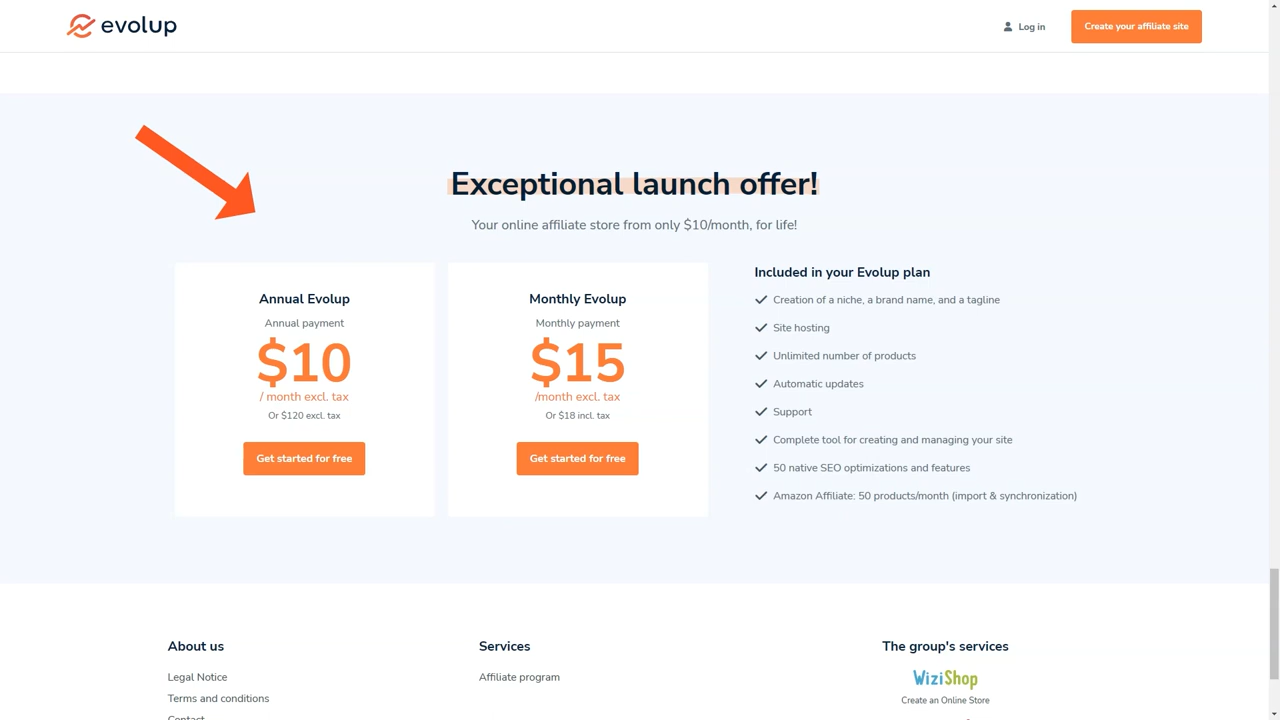 evolup
Log in
Create your affiliate site
Exceptional launch offer!
Your online affiliate store from only $10/month, for life!
Annual Evolup
Annual payment
$10
/ month excl. tax
Or $120 excl. tax
Get started for free
Monthly Evolup
Monthly payment
$15
/month excl. tax
Or $18 incl. tax
Get started for free
Included in your Evolup plan
Creation of a niche, a brand name, and a tagline
Site hosting
Unlimited number of products
Automatic updates
Support
Complete tool for creating and managing your site
50 native SEO optimizations and features
Amazon Affiliate: 50 products/month (import & synchronization)
About us
Legal Notice
Terms and conditions
Contact
Services
Affiliate program
The group's services
WiziShop
Create an Online Store